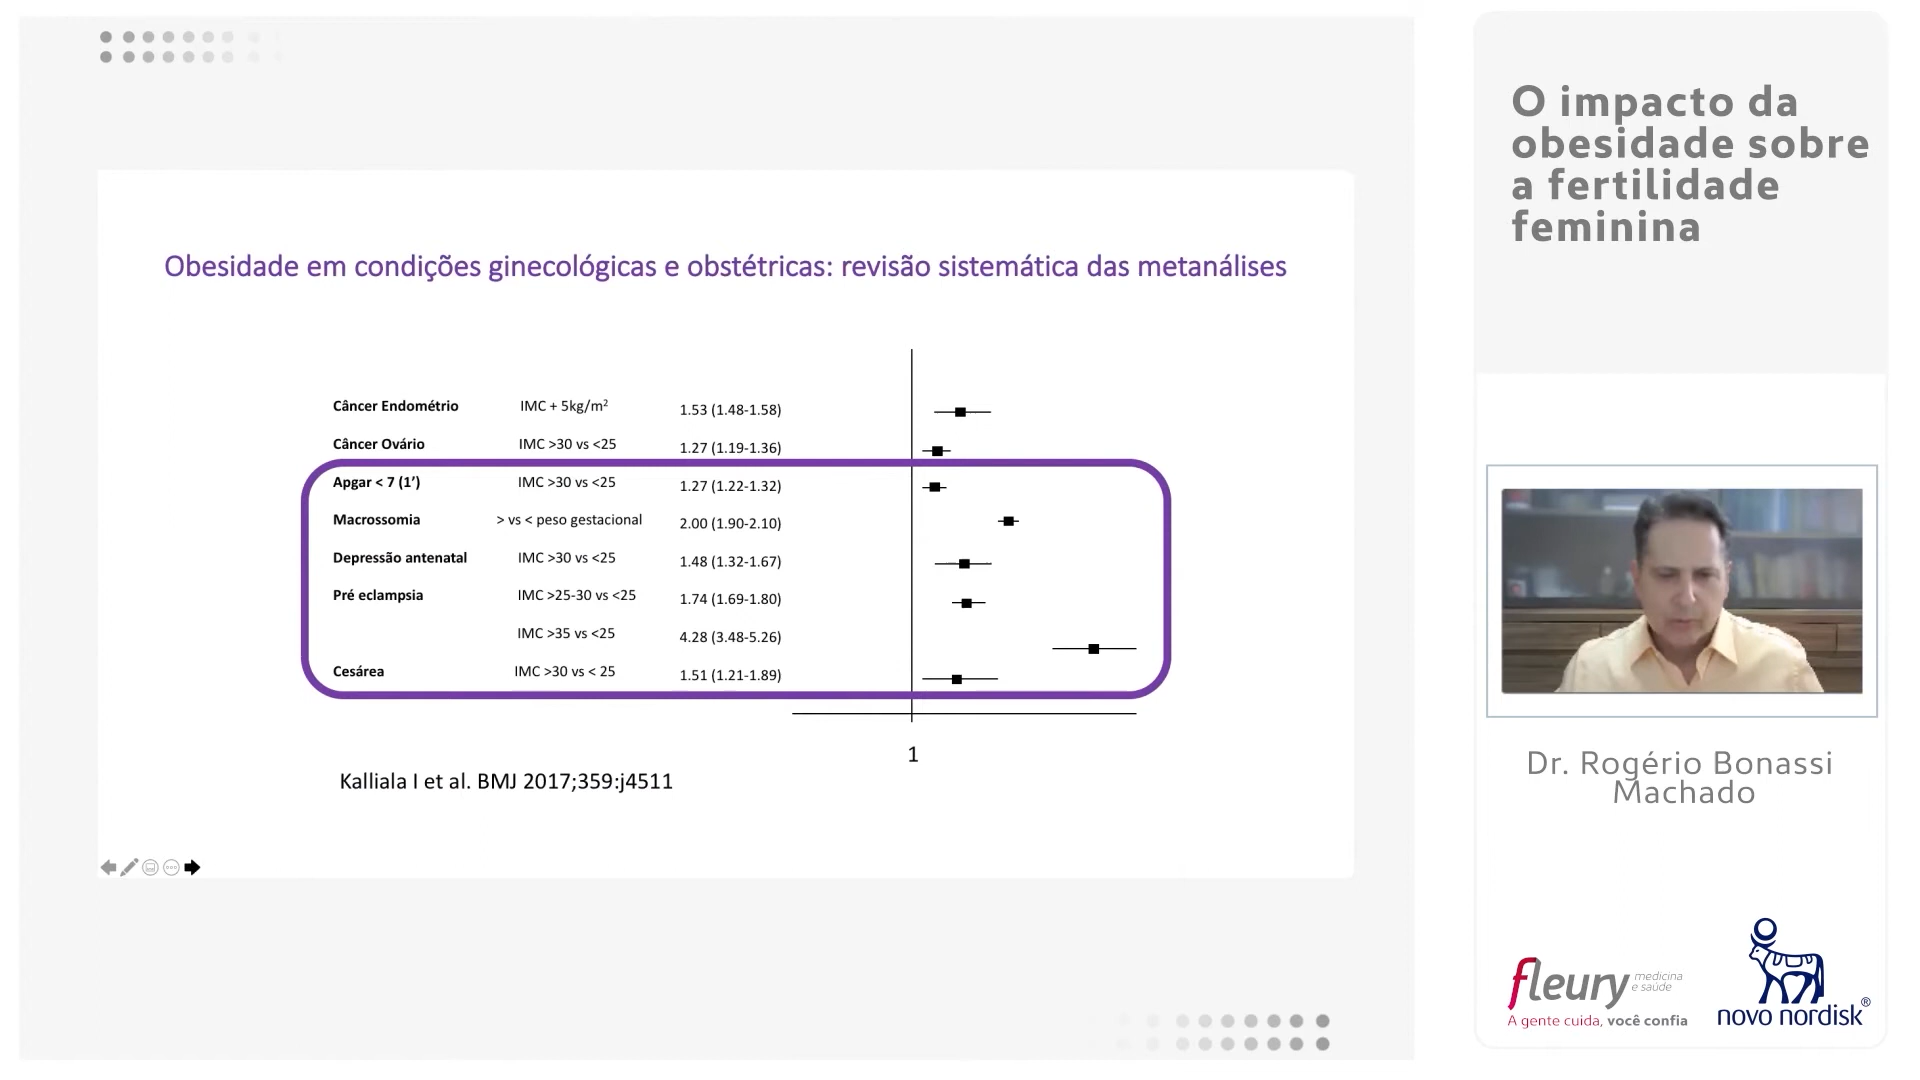 Obesidade em condições ginecológicas e obstétricas: revisão sistemática das metanálises
Câncer Endométrio IMC + 5kg/m² 1.53 (1.48-1.58)
Câncer Ovário IMC >30 vs <25 1.27 (1.19-1.36)
Apgar < 7 (1’) IMC >30 vs <25 1.27 (1.22-1.32)
Macrossomia > vs < peso gestacional 2.00 (1.90-2.10)
Depressão antenatal IMC >30 vs <25 1.48 (1.32-1.67)
Pré eclampsia IMC >25-30 vs <25 1.74 (1.69-1.80)
IMC >35 vs <25 4.28 (3.48-5.26)
Cesárea IMC >30 vs < 25 1.51 (1.21-1.89)
1
Kalliala I et al. BMJ 2017;359:j4511
O impacto da
obesidade sobre
a fertilidade
feminina
Dr. Rogério Bonassi
Machado
fleury medicina
e saúde
A gente cuida, você confia
novo nordisk®